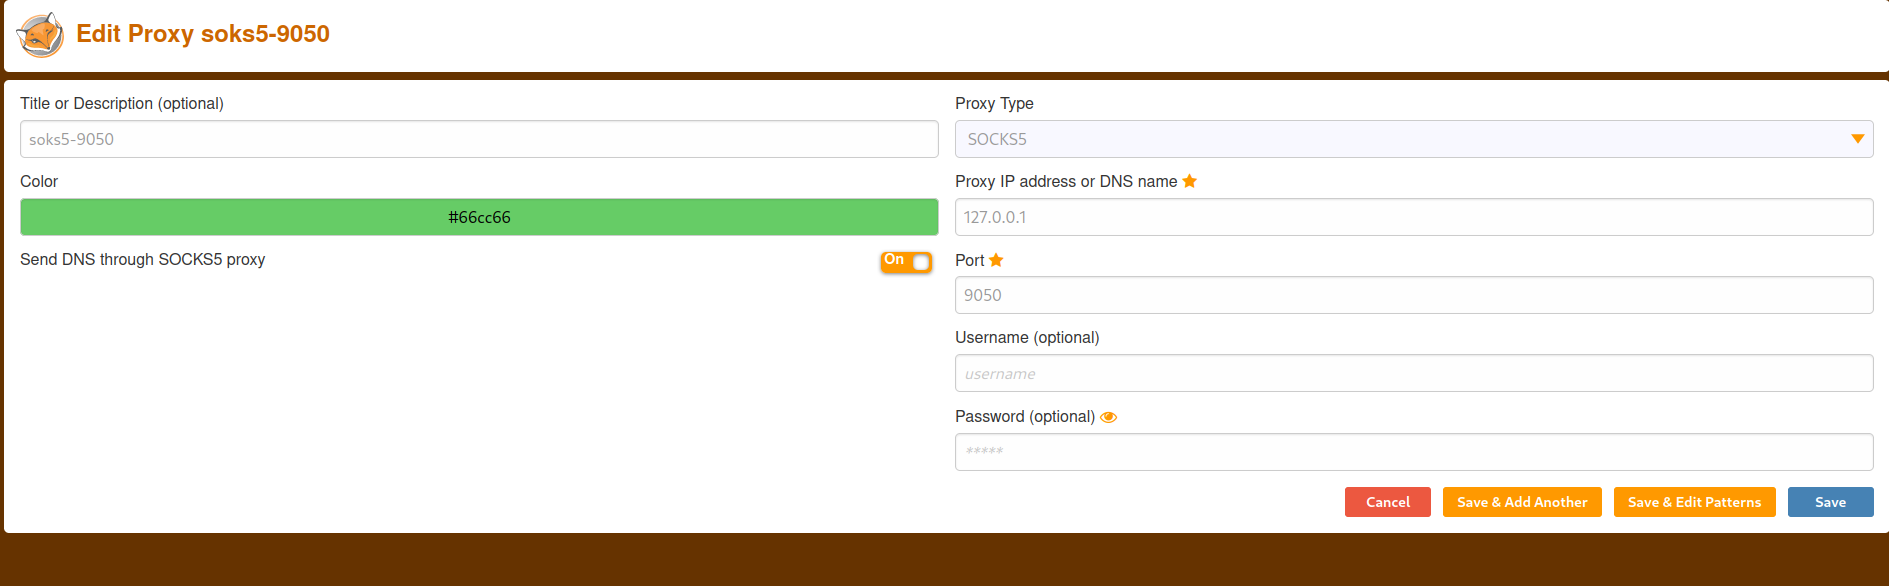 Edit Proxy soks5-9050
Title or Description (optional)
soks5-9050
Color
#66cc66
Send DNS through SOCKS5 proxy
On
Proxy Type
SOCKS5
Proxy IP address or DNS name
127.0.0.1
Port
9050
Username (optional)
username
Password (optional)
*****
Cancel
Save & Add Another
Save & Edit Patterns
Save